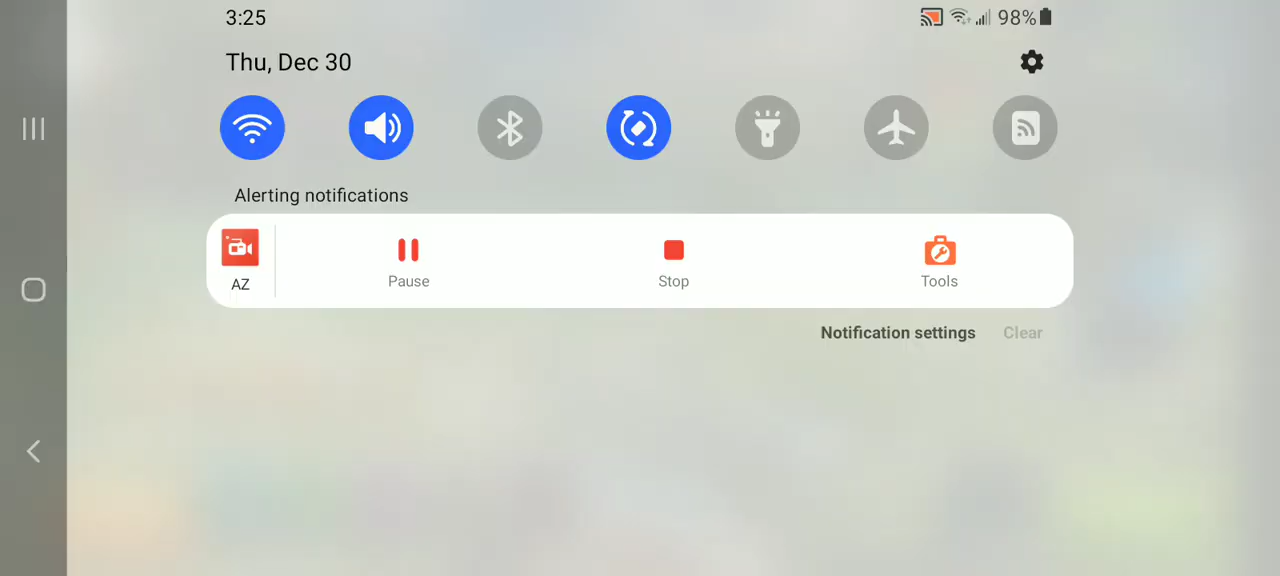 3:25
98%
Thu, Dec 30
Alerting notifications
AZ
Pause
Stop
Tools
Notification settings
Clear